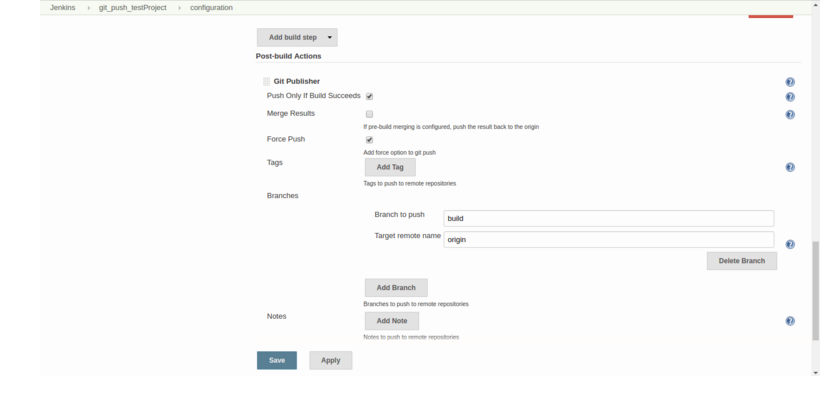 Jenkins › git_push_testProject › configuration
Add build step
Post-build Actions
Git Publisher
Push Only If Build Succeeds
Merge Results
If pre-build merging is configured, push the result back to the origin
Force Push
Add force option to git push
Tags
Add Tag
Tags to push to remote repositories
Branches
Branch to push
build
Target remote name
origin
Delete Branch
Add Branch
Branches to push to remote repositories
Notes
Add Note
Notes to push to remote repositories
Save
Apply